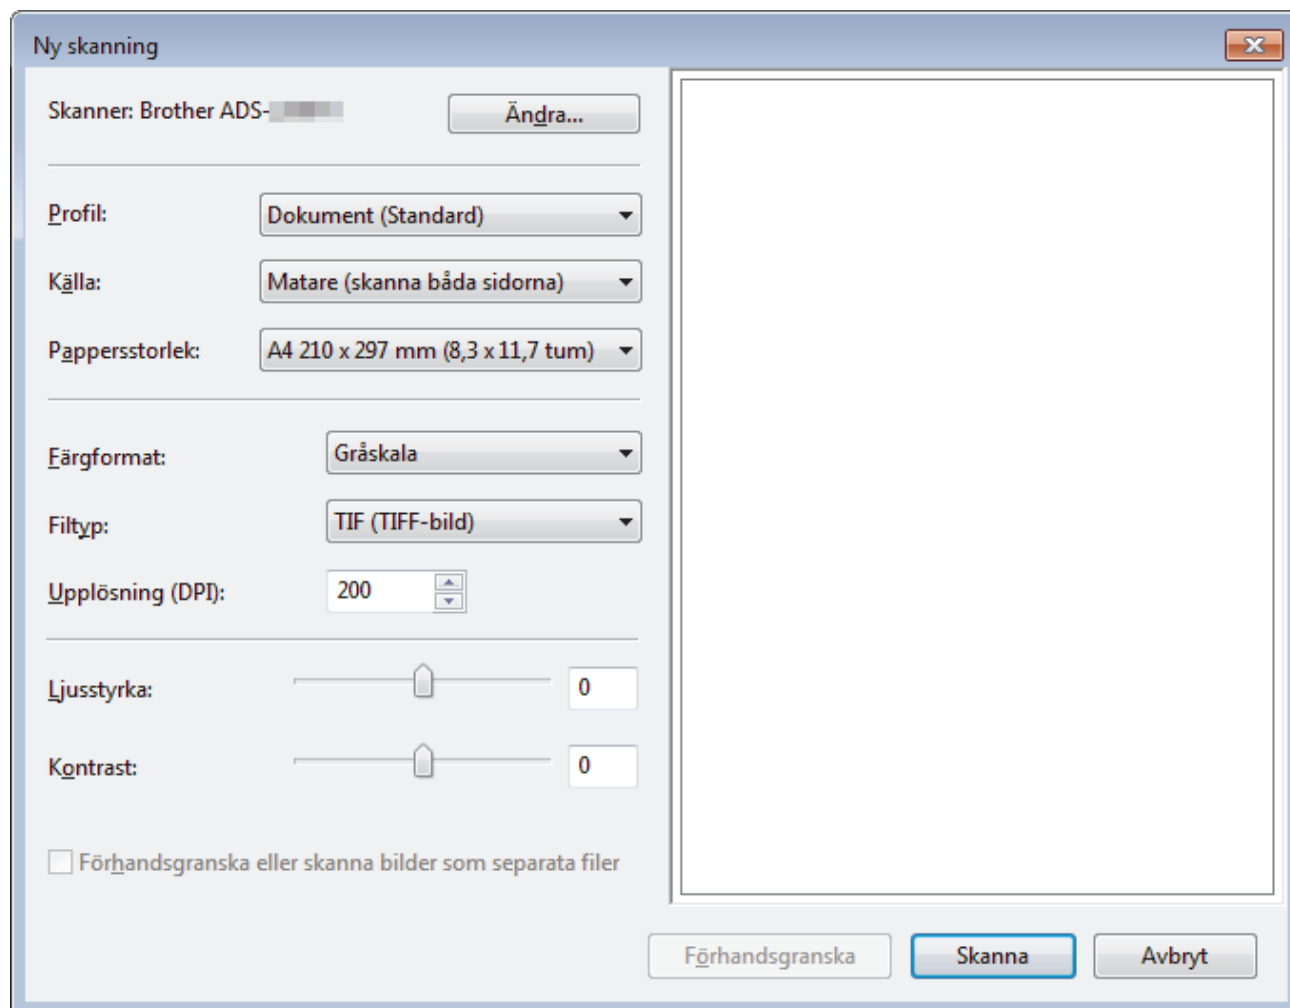 Ny skanning
Skanner: Brother ADS-
Ändra...
Profil: Dokument (Standard)
Källa: Matare (skanna båda sidorna)
Pappersstorlek: A4 210 x 297 mm (8,3 x 11,7 tum)
Färgformat: Gråskala
Filtyp: TIF (TIFF-bild)
Upplösning (DPI): 200
Ljusstyrka: 0
Kontrast: 0
Förhandsgranska eller skanna bilder som separata filer
Förhandsgranska Skanna Avbryt